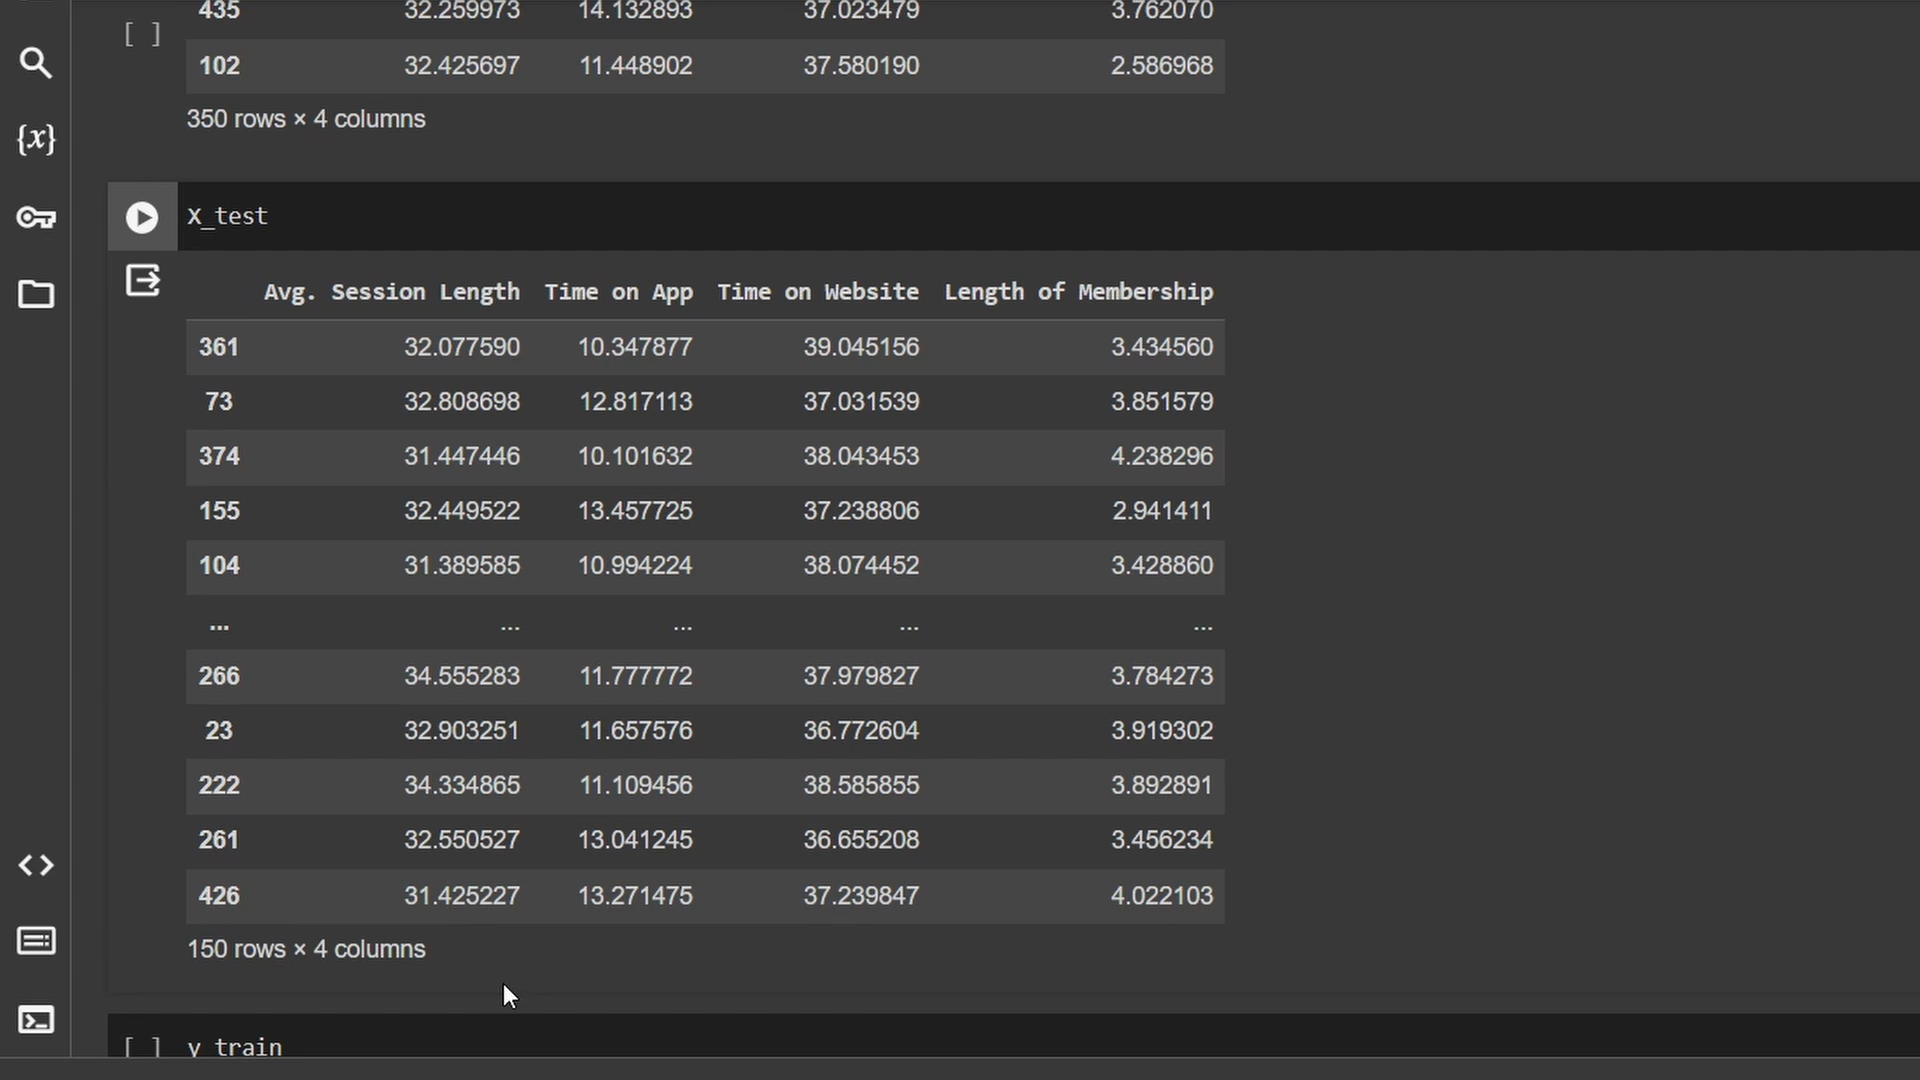 435 32.259973 14.132893 37.023479 3.762070
[ ]
102 32.425697 11.448902 37.580190 2.586968
350 rows × 4 columns
{x}
X_test
Avg. Session Length Time on App Time on Website Length of Membership
361 32.077590 10.347877 39.045156 3.434560
73 32.808698 12.817113 37.031539 3.851579
374 31.447446 10.101632 38.043453 4.238296
155 32.449522 13.457725 37.238806 2.941411
104 31.389585 10.994224 38.074452 3.428860
... ... ... ... ...
266 34.555283 11.777772 37.979827 3.784273
23 32.903251 11.657576 36.772604 3.919302
222 34.334865 11.109456 38.585855 3.892891
261 32.550527 13.041245 36.655208 3.456234
426 31.425227 13.271475 37.239847 4.022103
150 rows × 4 columns
[ ] y_train